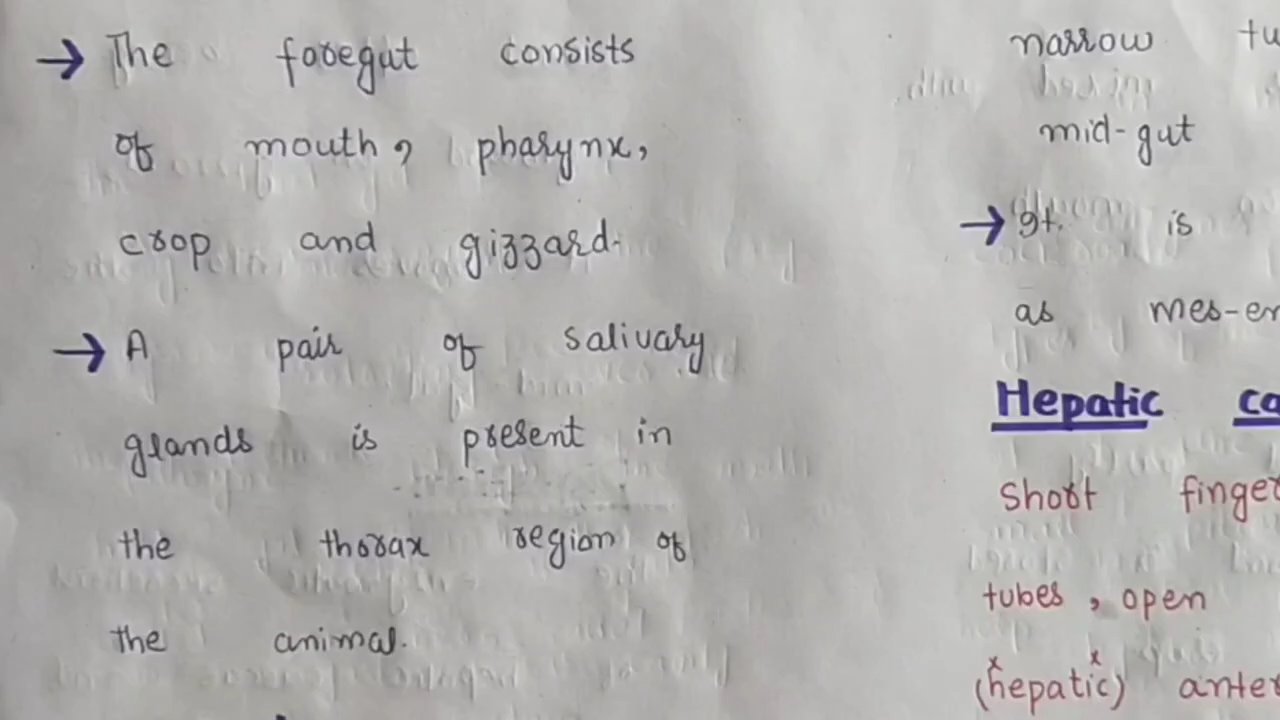 → The foregut consists
of mouth, pharynx,
crop and gizzard.
→ A pair of salivary
glands is present in
the thorax region of
the animal.
narrow
mid-gut
→ It is
as
Hepatic
short
tubes, open
(hepatic)